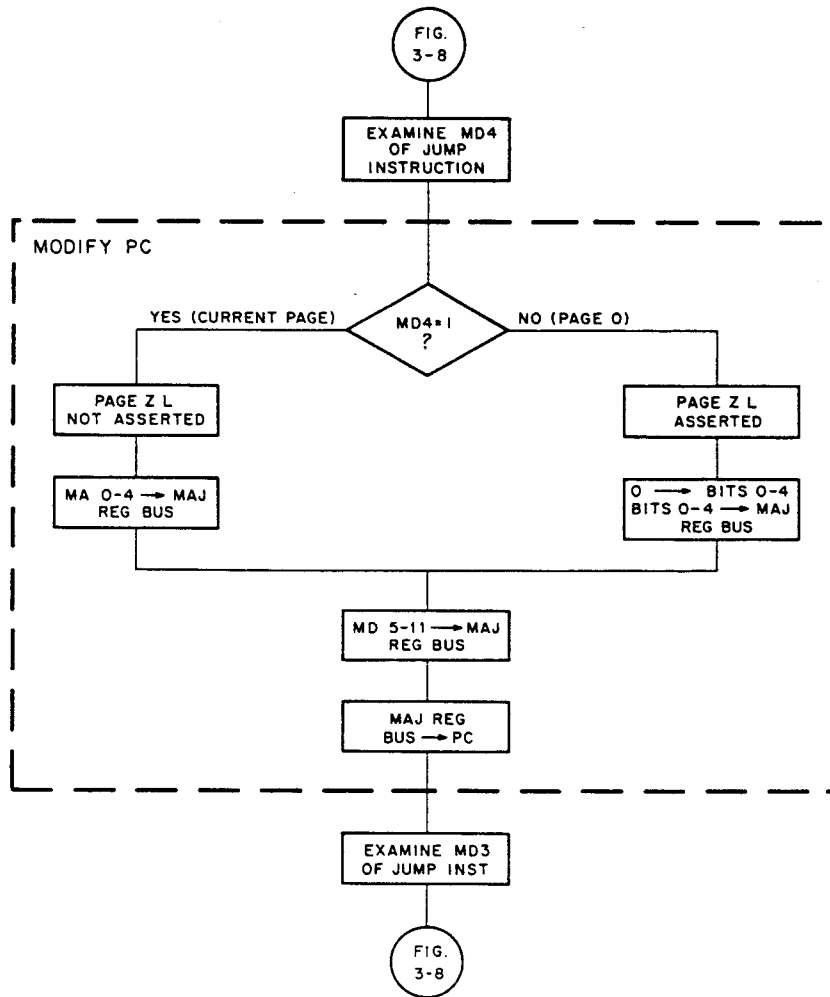 FIG.
3-8
EXAMINE MD4
OF JUMP
INSTRUCTION
MODIFY PC
YES (CURRENT PAGE)
MD4=1
?
NO (PAGE 0)
PAGE Z L
NOT ASSERTED
PAGE Z L
ASSERTED
MA 0-4 → MAJ
REG BUS
0 → BITS 0-4
BITS 0-4 → MAJ
REG BUS
MD 5-11 → MAJ
REG BUS
MAJ REG
BUS → PC
EXAMINE MD3
OF JUMP INST
FIG.
3-8